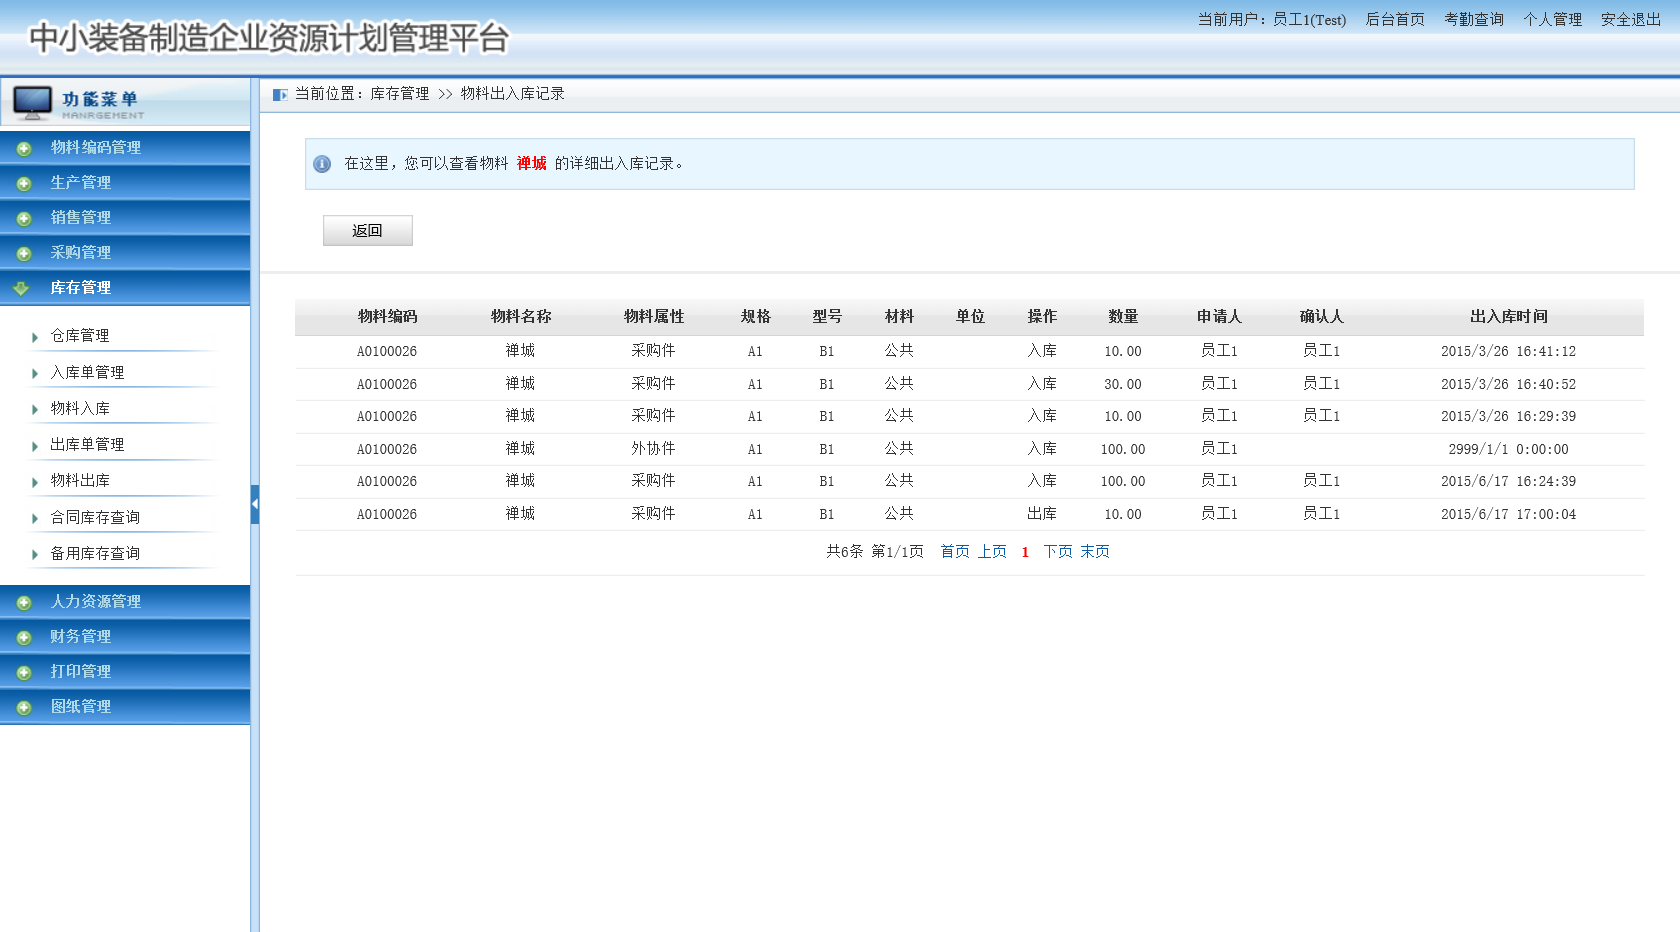 中小装备制造企业资源计划管理平台
当前用户：员工1(Test) 后台首页 考勤查询 个人管理 安全退出
功能菜单
MANRGEMENT
物料编码管理
生产管理
销售管理
采购管理
库存管理
仓库管理
入库单管理
物料入库
出库单管理
物料出库
合同库存查询
备用库存查询
人力资源管理
财务管理
打印管理
图纸管理
当前位置：库存管理 >> 物料出入库记录
在这里，您可以查看物料 禅城 的详细出入库记录。
返回
物料编码 物料名称 物料属性 规格 型号 材料 单位 操作 数量 申请人 确认人 出入库时间
A0100026 禅城 采购件 A1 B1 公共 入库 10.00 员工1 员工1 2015/3/26 16:41:12
A0100026 禅城 采购件 A1 B1 公共 入库 30.00 员工1 员工1 2015/3/26 16:40:52
A0100026 禅城 采购件 A1 B1 公共 入库 10.00 员工1 员工1 2015/3/26 16:29:39
A0100026 禅城 外协件 A1 B1 公共 入库 100.00 员工1 2999/1/1 0:00:00
A0100026 禅城 采购件 A1 B1 公共 入库 100.00 员工1 员工1 2015/6/17 16:24:39
A0100026 禅城 采购件 A1 B1 公共 出库 10.00 员工1 员工1 2015/6/17 17:00:04
共6条 第1/1页 首页 上页 1 下页 末页